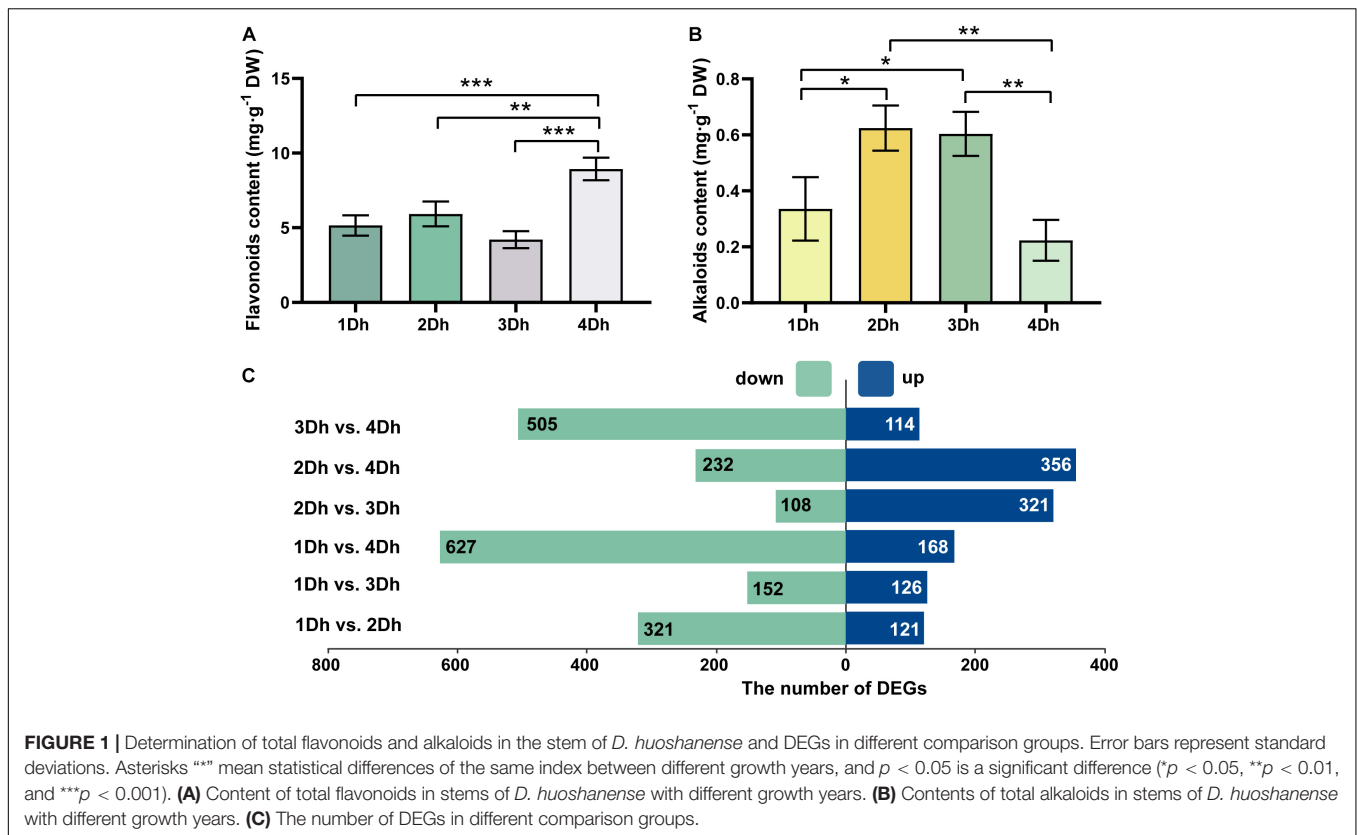 A
Flavonoids content (mg·g⁻¹ DW)
15
10
5
0
***
**
***
1Dh 2Dh 3Dh 4Dh
B
Alkaloids content (mg·g⁻¹ DW)
0.8
0.6
0.4
0.2
0.0
**
*
*
**
1Dh 2Dh 3Dh 4Dh
C
down up
3Dh vs. 4Dh 505 114
2Dh vs. 4Dh 232 356
2Dh vs. 3Dh 108 321
1Dh vs. 4Dh 627 168
1Dh vs. 3Dh 152 126
1Dh vs. 2Dh 321 121
800 600 400 200 0 200 400
The number of DEGs
FIGURE 1 | Determination of total flavonoids and alkaloids in the stem of D. huoshanense and DEGs in different comparison groups. Error bars represent standard
deviations. Asterisks “*” mean statistical differences of the same index between different growth years, and p < 0.05 is a significant difference (*p < 0.05, **p < 0.01,
and ***p < 0.001). (A) Content of total flavonoids in stems of D. huoshanense with different growth years. (B) Contents of total alkaloids in stems of D. huoshanense
with different growth years. (C) The number of DEGs in different comparison groups.